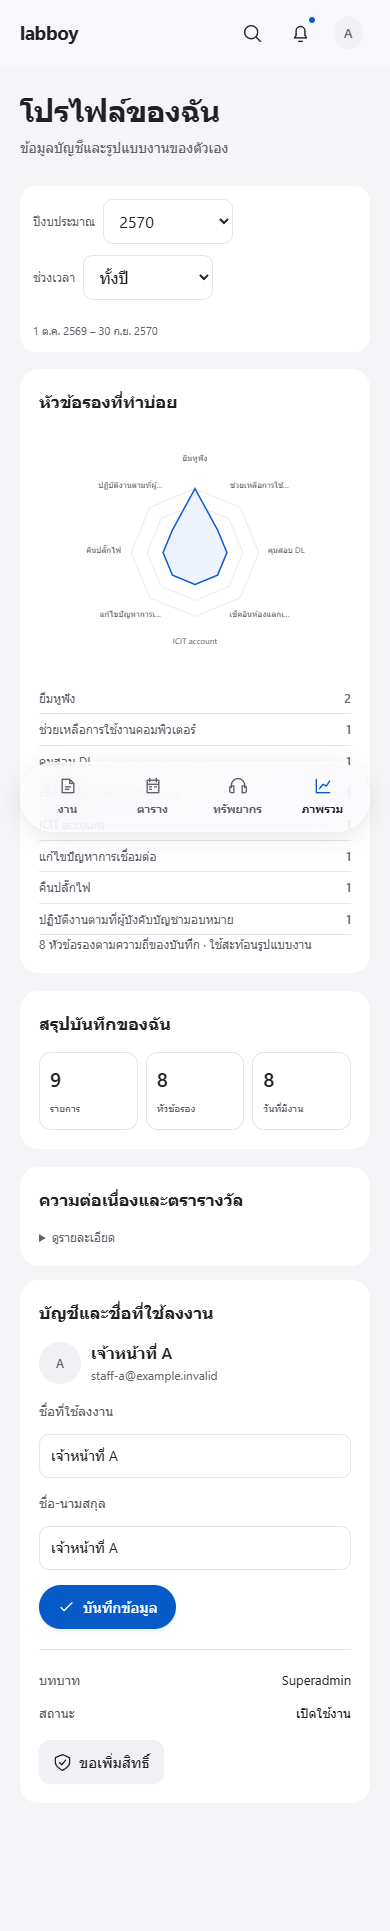 labboy
A
โปรไฟล์ของฉัน
ข้อมูลบัญชีและรูปแบบงานของตัวเอง
ปีงบประมาณ 2570
ช่วงเวลา ทั้งปี
1 ต.ค. 2569 – 30 ก.ย. 2570
หัวข้อรองที่ทำบ่อย
ยืมหูฟัง
ปฏิบัติงานตามที่ผู้... ช่วยเหลือการใช้...
คืนปลั๊กไฟ คุมสอบ DL
แก้ไขปัญหาการเ... เช็คอินห้องแลกเ...
ICIT account
ยืมหูฟัง 2
ช่วยเหลือการใช้งานคอมพิวเตอร์ 1
คุมสอบ DL 1
งาน ตาราง ทรัพยากร ภาพรวม
ICIT account 1
แก้ไขปัญหาการเชื่อมต่อ 1
คืนปลั๊กไฟ 1
ปฏิบัติงานตามที่ผู้บังคับบัญชามอบหมาย 1
8 หัวข้อรองตามความถี่ของบันทึก · ใช้สะท้อนรูปแบบงาน
สรุปบันทึกของฉัน
9 8 8
รายการ หัวข้อรอง วันที่มีงาน
ความต่อเนื่องและตรารางวัล
ดูรายละเอียด
บัญชีและชื่อที่ใช้ลงงาน
A เจ้าหน้าที่ A
staff-a@example.invalid
ชื่อที่ใช้ลงงาน
เจ้าหน้าที่ A
ชื่อ-นามสกุล
เจ้าหน้าที่ A
บันทึกข้อมูล
บทบาท Superadmin
สถานะ เปิดใช้งาน
ขอเพิ่มสิทธิ์